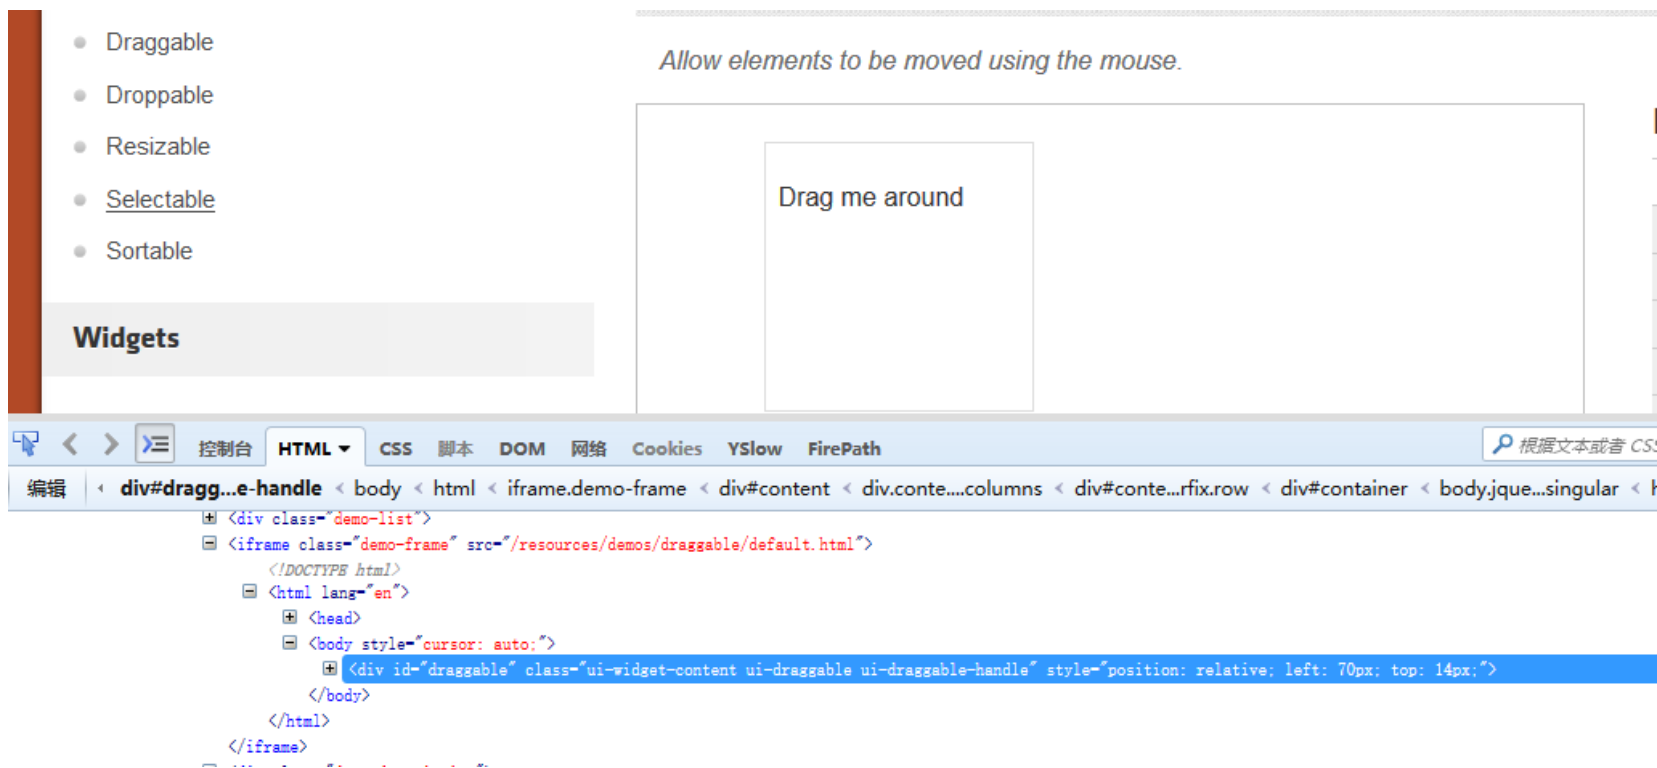 Draggable
Droppable
Resizable
Selectable
Sortable
Widgets
Allow elements to be moved using the mouse.
Drag me around
控制台 HTML CSS 脚本 DOM 网络 Cookies YSlow FirePath 根据文本或者 CSS
编辑 div#dragg...e-handle < body < html < iframe.demo-frame < div#content < div.conte....columns < div#conte...rfix.row < div#container < body.jque...singular <
<div class="demo-list">
<iframe class="demo-frame" src="/resources/demos/draggable/default.html">
<!DOCTYPE html>
<html lang="en">
<head>
<body style="cursor: auto;">
<div id="draggable" class="ui-widget-content ui-draggable ui-draggable-handle" style="position: relative; left: 70px; top: 14px;">
</body>
</html>
</iframe>